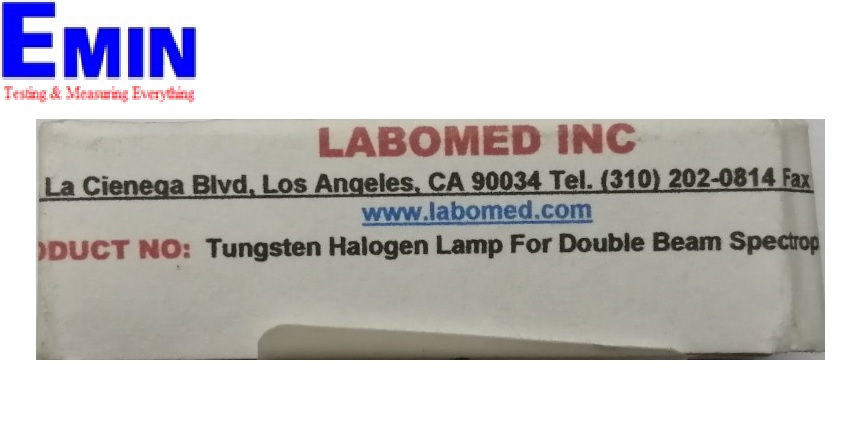 EMIN
Testing & Measuring Everything
LABOMED INC
La Cienega Blvd, Los Angeles, CA 90034 Tel. (310) 202-0814 Fax
www.labomed.com
ODUCT NO: Tungsten Halogen Lamp For Double Beam Spectrop